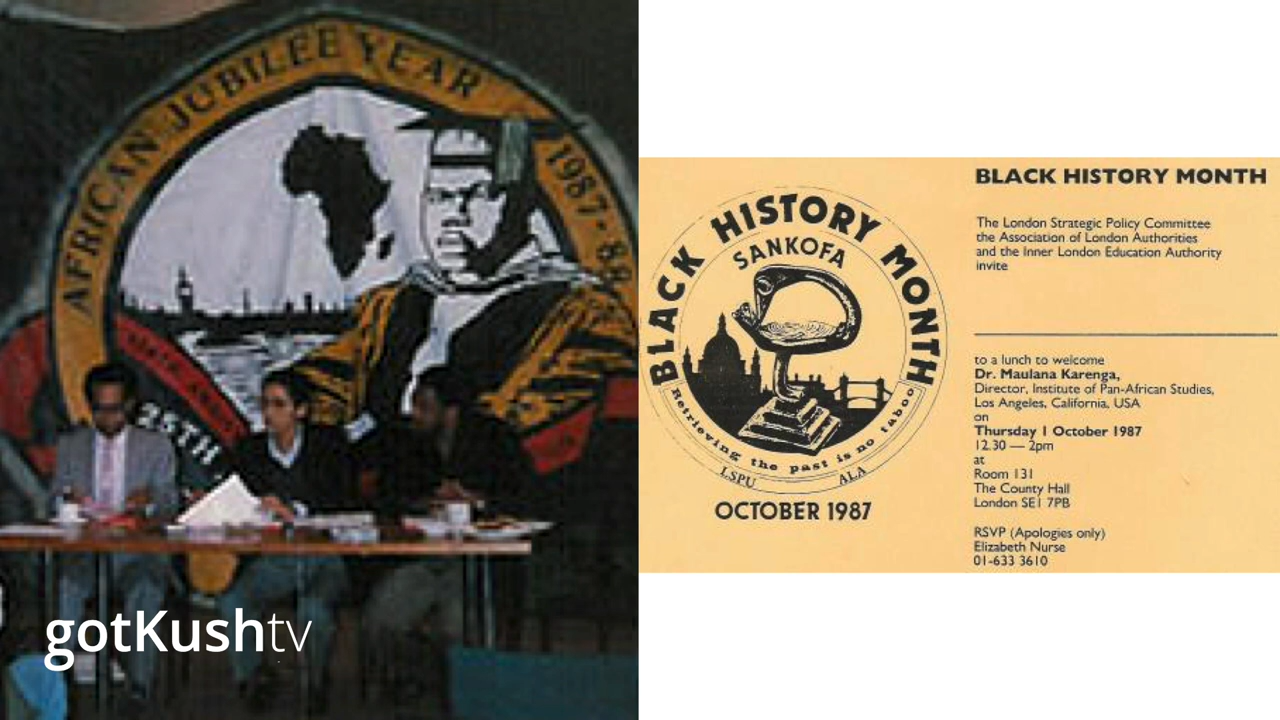 AFRICAN JUBILEE YEAR 1987-88
25TH
gotKushtv
BLACK HISTORY MONTH
SANKOFA
Reirieving the past is no taboo
LSPU ALA
OCTOBER 1987
BLACK HISTORY MONTH
The London Strategic Policy Committee
the Association of London Authorities
and the Inner London Education Authority
invite
to a lunch to welcome
Dr. Maulana Karenga,
Director, Institute of Pan-African Studies,
Los Angeles, California, USA
on
Thursday 1 October 1987
12.30 — 2pm
at
Room 131
The County Hall
London SE1 7PB
RSVP (Apologies only)
Elizabeth Nurse
01-633 3610